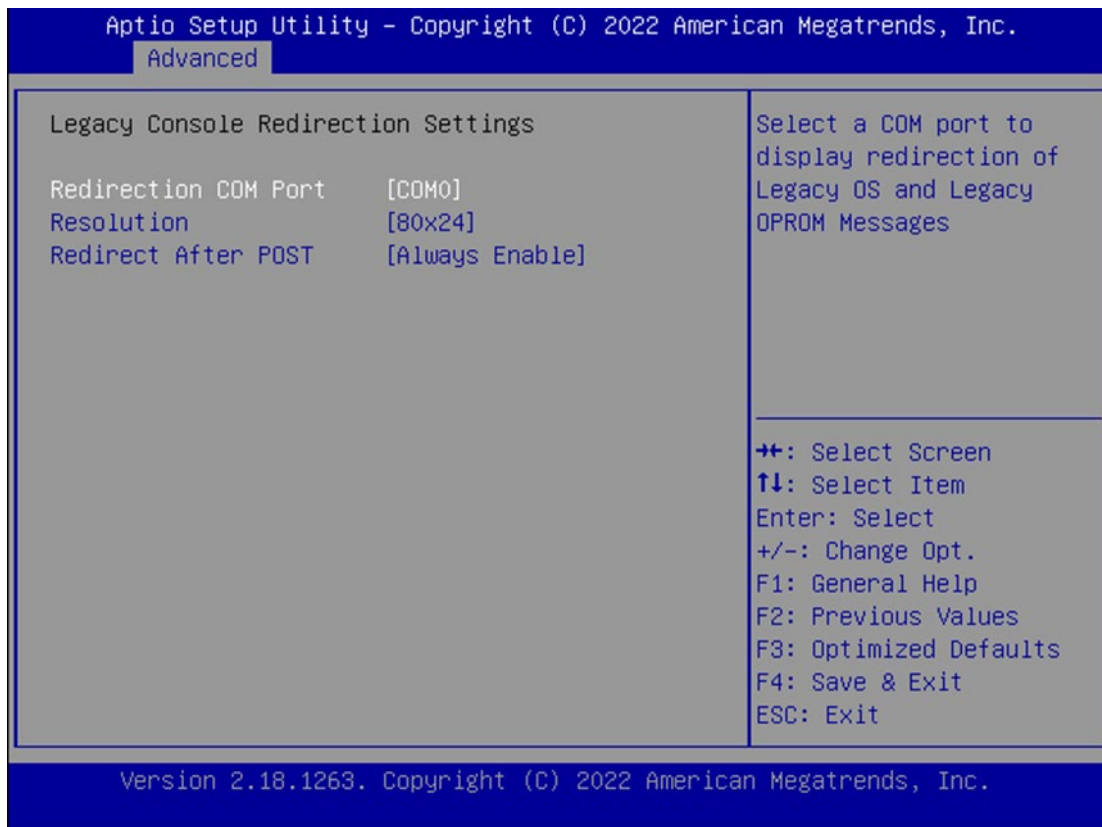 Aptio Setup Utility – Copyright (C) 2022 American Megatrends, Inc.
Advanced
Legacy Console Redirection Settings
Redirection COM Port [COM0]
Resolution [80x24]
Redirect After POST [Always Enable]
Select a COM port to
display redirection of
Legacy OS and Legacy
OPROM Messages
→←: Select Screen
↑↓: Select Item
Enter: Select
+/-: Change Opt.
F1: General Help
F2: Previous Values
F3: Optimized Defaults
F4: Save & Exit
ESC: Exit
Version 2.18.1263. Copyright (C) 2022 American Megatrends, Inc.